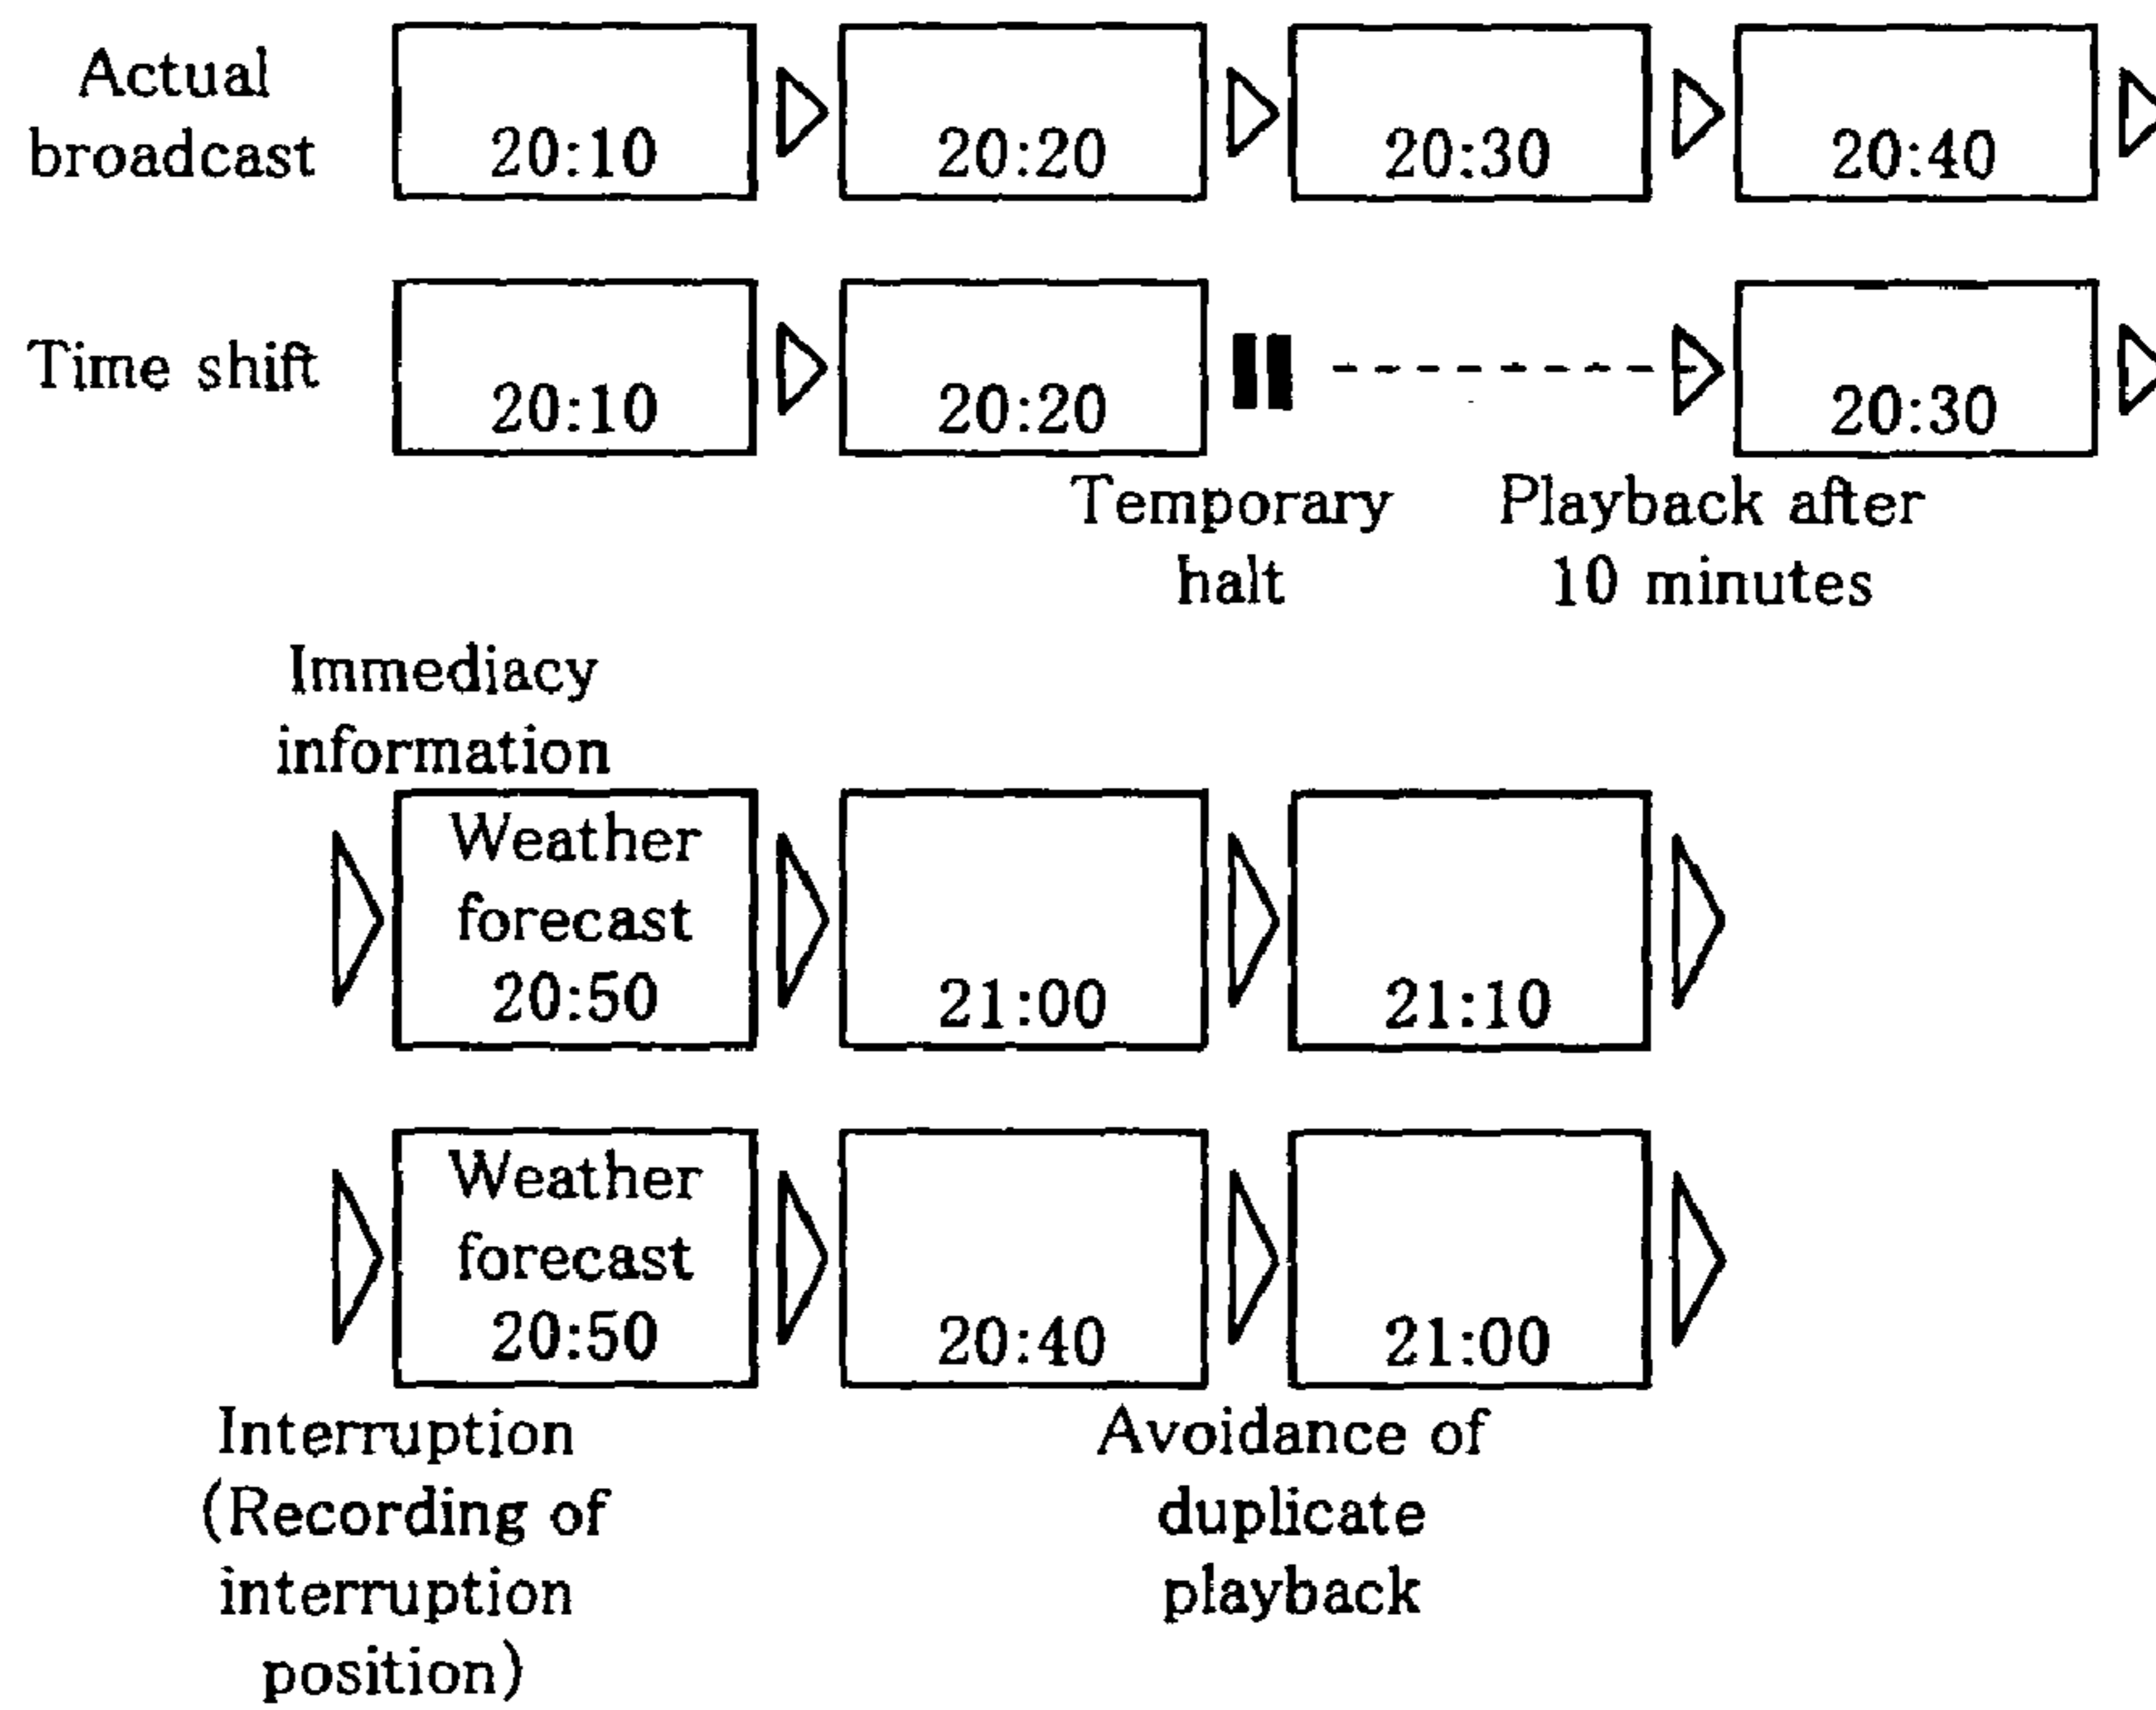 Actual
broadcast
20:10
20:20
20:30
20:40
Time shift
20:10
20:20
20:30
Temporary
halt
Playback after
10 minutes
Immediacy
information
Weather
forecast
20:50
21:00
21:10
Weather
forecast
20:50
20:40
21:00
Interruption
(Recording of
interruption
position)
Avoidance of
duplicate
playback